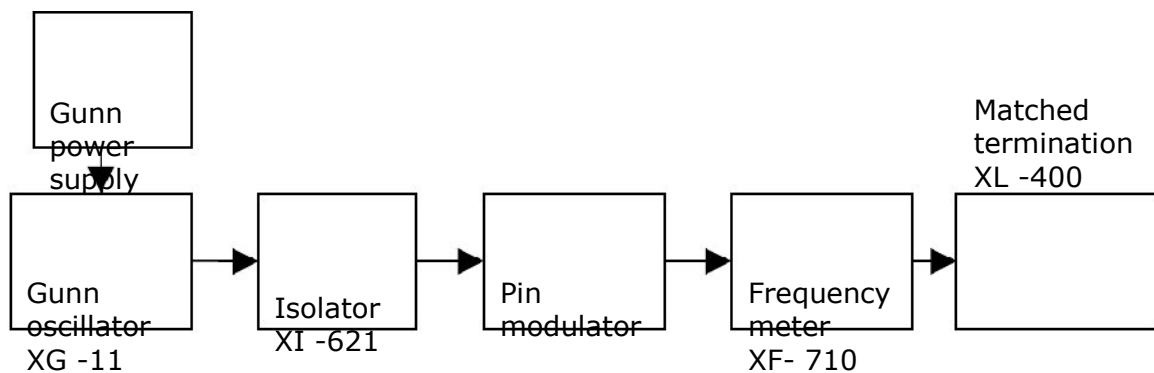 Gunn
power
supply
Matched
termination
XL -400
Gunn
oscillator
XG -11
Isolator
XI -621
Pin
modulator
Frequency
meter
XF- 710